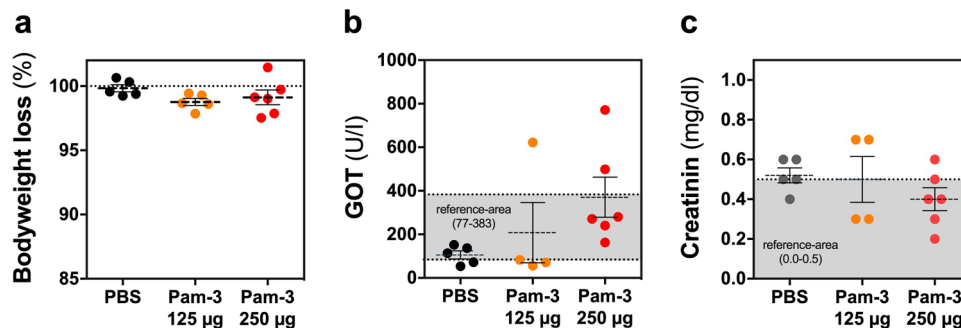 a
Bodyweight loss (%)
100
95
90
85
PBS
Pam-3
125 µg
Pam-3
250 µg
b
GOT (U/l)
1000
800
600
400
200
0
reference-area
(77-383)
PBS
Pam-3
125 µg
Pam-3
250 µg
c
Creatinin (mg/dl)
1.0
0.8
0.6
0.4
0.2
0.0
reference-area
(0.0-0.5)
PBS
Pam-3
125 µg
Pam-3
250 µg